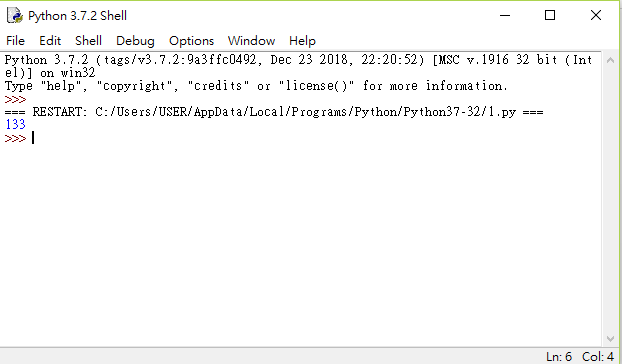 Python 3.7.2 Shell
File Edit Shell Debug Options Window Help
Python 3.7.2 (tags/v3.7.2:9a3ffc0492, Dec 23 2018, 22:20:52) [MSC v.1916 32 bit (Int
el)] on win32
Type "help", "copyright", "credits" or "license()" for more information.
>>>
=== RESTART: C:/Users/USER/AppData/Local/Programs/Python/Python37-32/1.py ===
133
>>>
Ln: 6 Col: 4